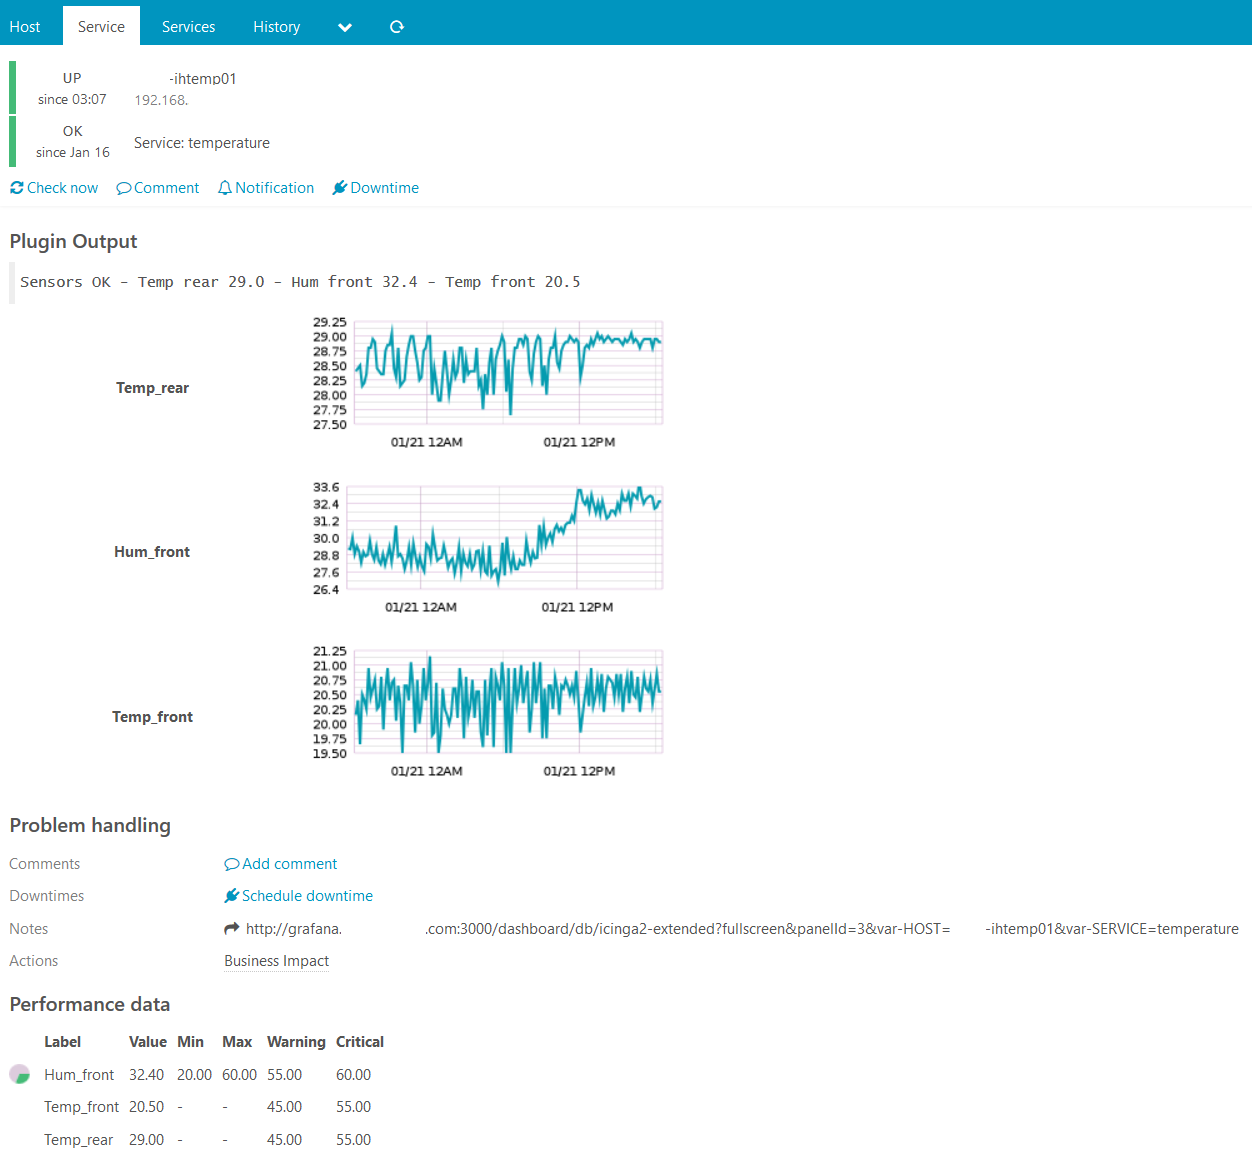 Host Service Services History
UP
since 03:07
-ihtemp01
192.168.
OK
since Jan 16
Service: temperature
Check now Comment Notification Downtime
Plugin Output
Sensors OK - Temp rear 29.0 - Hum front 32.4 - Temp front 20.5
Temp_rear
29.25
29.00
28.75
28.50
28.25
28.00
27.75
27.50
01/21 12AM 01/21 12PM
Hum_front
33.6
32.4
31.2
30.0
28.8
27.6
26.4
01/21 12AM 01/21 12PM
Temp_front
21.25
21.00
20.75
20.50
20.25
20.00
19.75
19.50
01/21 12AM 01/21 12PM
Problem handling
Comments Add comment
Downtimes Schedule downtime
Notes http://grafana. .com:3000/dashboard/db/icinga2-extended?fullscreen&panelId=3&var-HOST= -ihtemp01&var-SERVICE=temperature
Actions Business Impact
Performance data
Label Value Min Max Warning Critical
Hum_front 32.40 20.00 60.00 55.00 60.00
Temp_front 20.50 - - 45.00 55.00
Temp_rear 29.00 - - 45.00 55.00